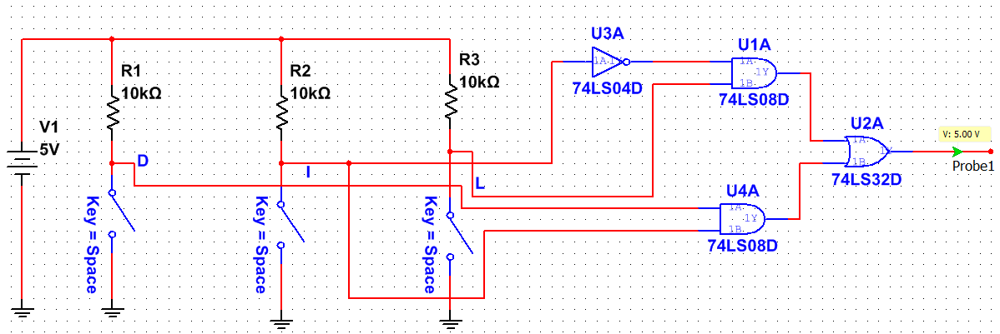 V1
5V
R1
10kΩ
R2
10kΩ
R3
10kΩ
D
I
L
Key = Space
Key = Space
Key = Space
U3A
1A 1Y
74LS04D
U1A
1A
1Y
1B
74LS08D
U2A
1A
1Y
1B
74LS32D
U4A
1A
1Y
1B
74LS08D
V: 5.00 V
Probe1